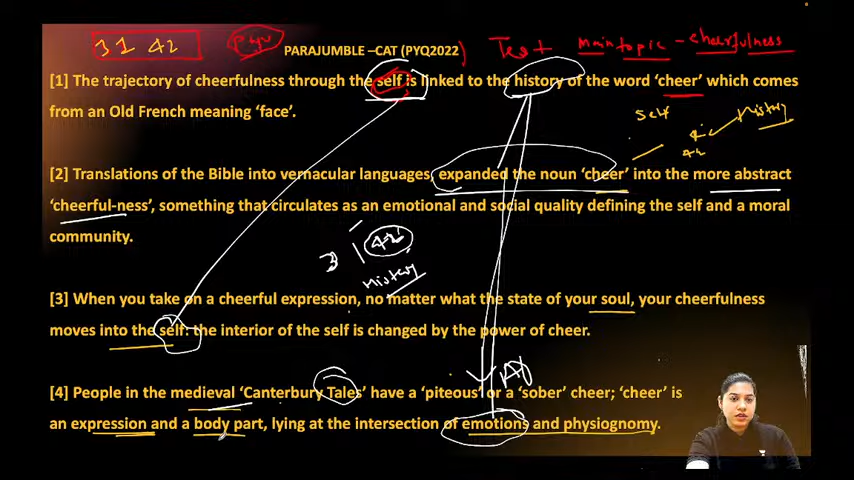 3 1 42 PYQ PARAJUMBLE –CAT (PYQ2022) Test main topic - cheerfulness
[1] The trajectory of cheerfulness through the self is linked to the history of the word ‘cheer’ which comes
from an Old French meaning ‘face’.
self History
42
[2] Translations of the Bible into vernacular languages, expanded the noun ‘cheer’ into the more abstract
‘cheerful-ness’, something that circulates as an emotional and social quality defining the self and a moral
community.
3 1 42
History
[3] When you take on a cheerful expression, no matter what the state of your soul, your cheerfulness
moves into the self: the interior of the self is changed by the power of cheer.
[4] People in the medieval ‘Canterbury Tales’ have a ‘piteous’ or a ‘sober’ cheer; ‘cheer’ is
an expression and a body part, lying at the intersection of emotions and physiognomy.